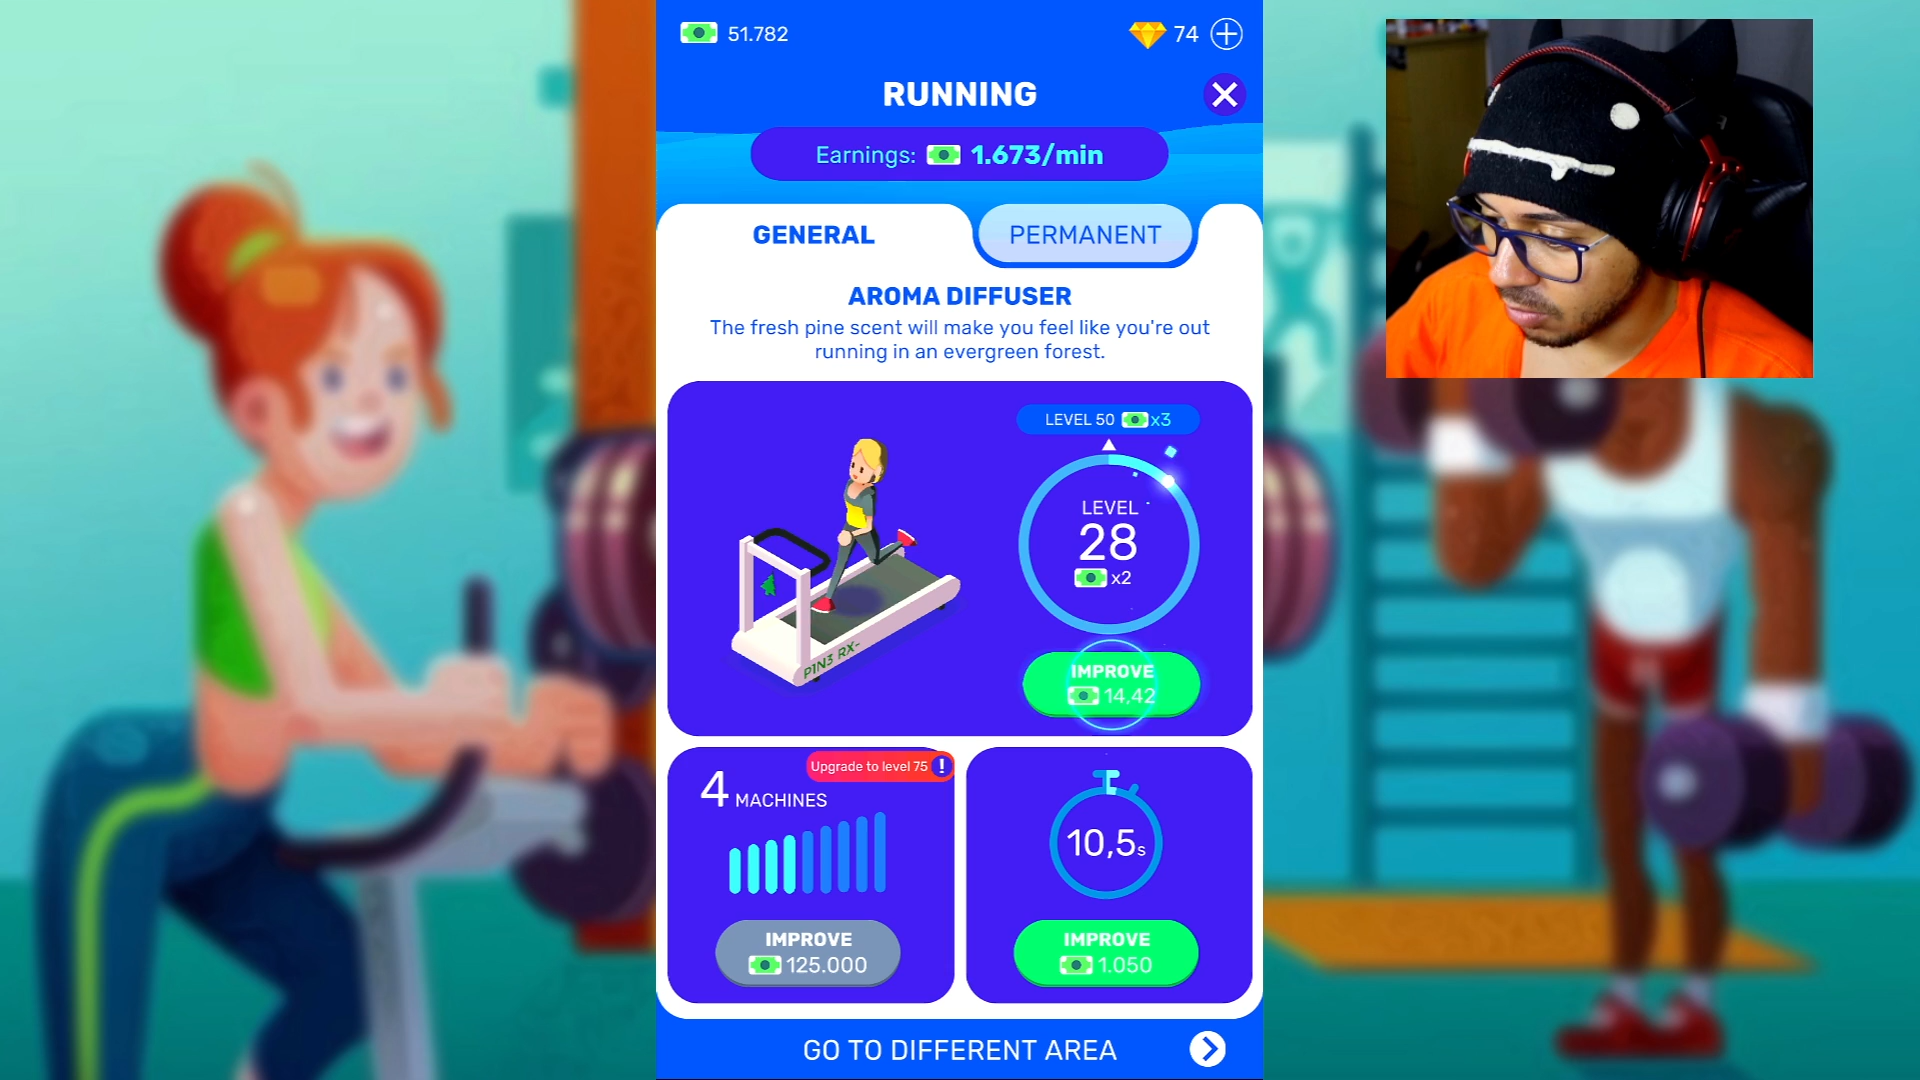 51.782
74
RUNNING
Earnings: 1.673/min
GENERAL
PERMANENT
AROMA DIFFUSER
The fresh pine scent will make you feel like you're out
running in an evergreen forest.
LEVEL 50 x3
LEVEL
28
x2
P1N3 RX-
IMPROVE
14,42
Upgrade to level 75 !
4 MACHINES
10,5s
IMPROVE
125.000
IMPROVE
1.050
GO TO DIFFERENT AREA